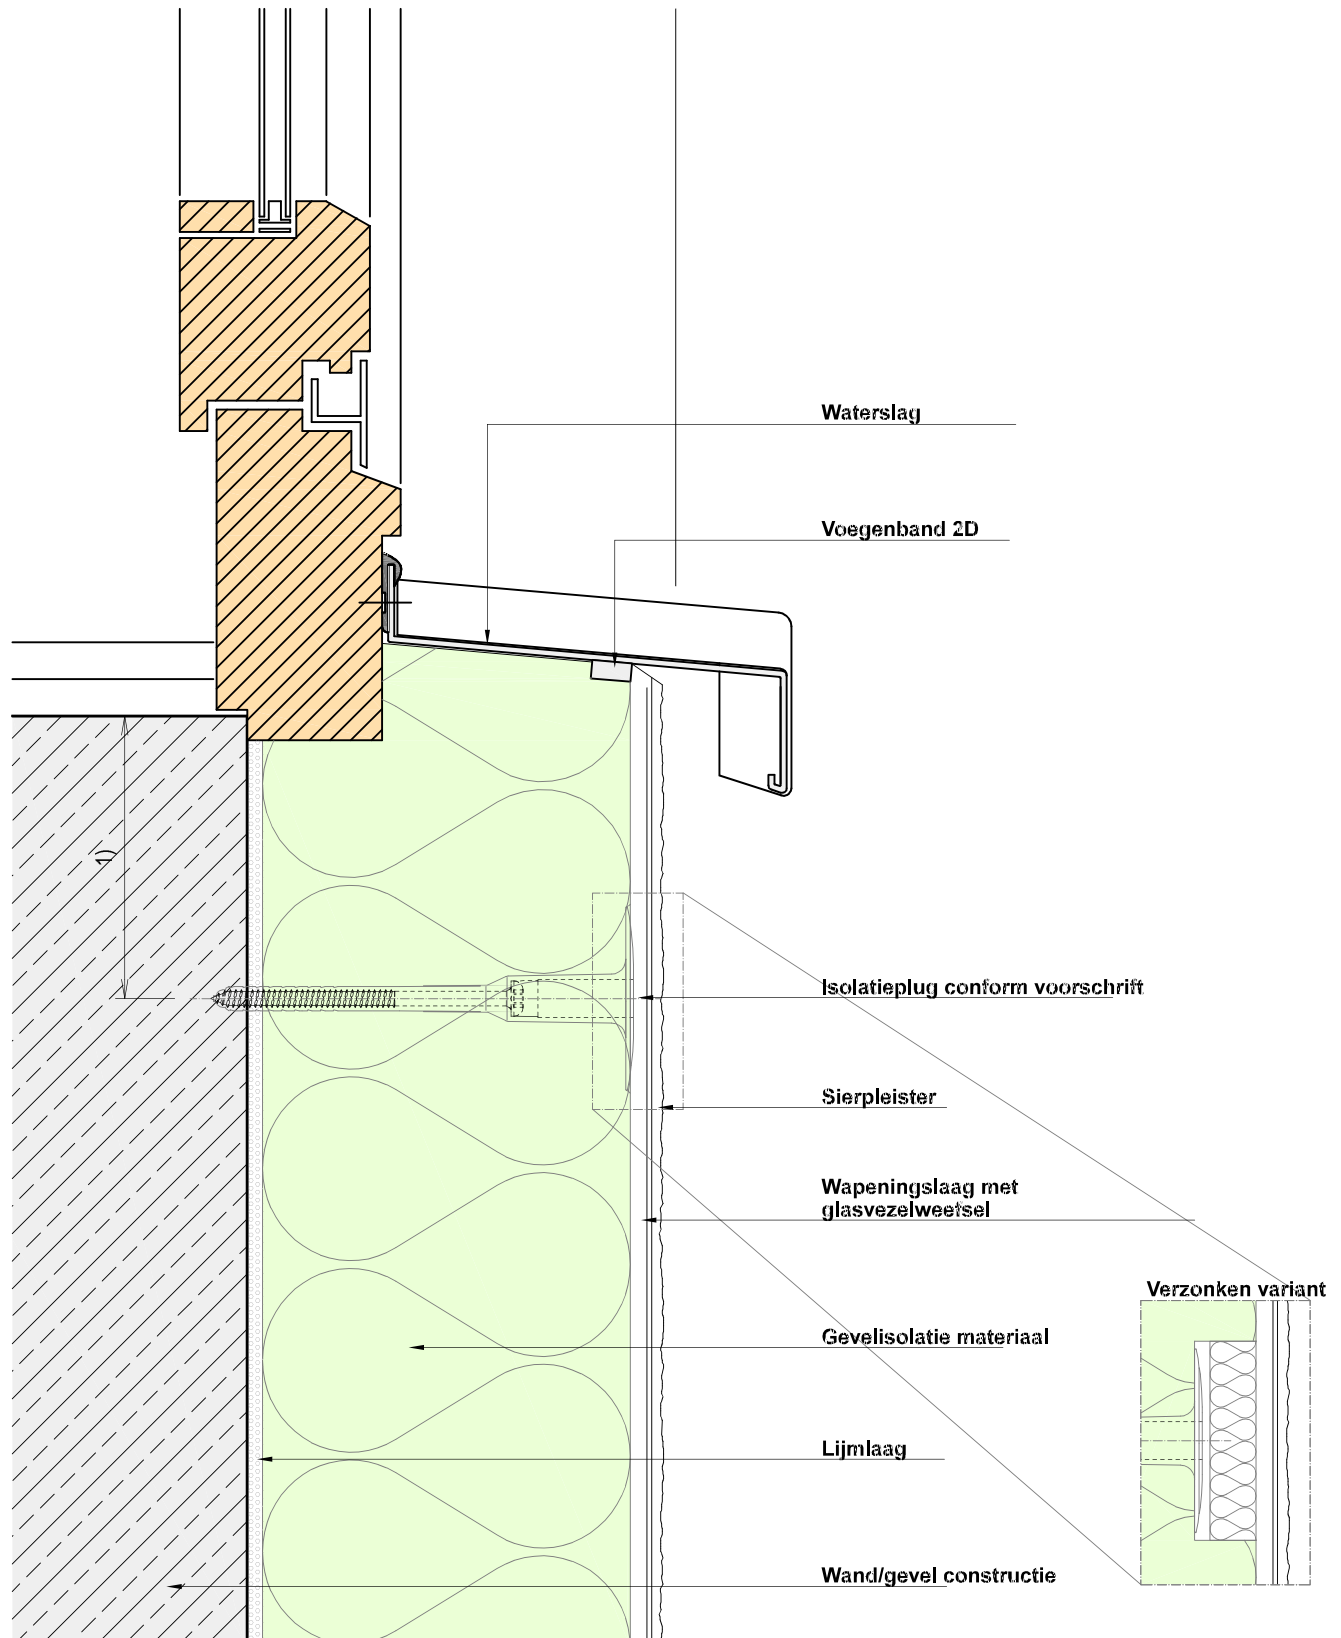 Waterslag
Voegenband 2D
1)
Isolatieplug conform voorschrift
Sierpleister
Wapeningslaag met
glasvezelweefsel
Verzonken variant
Gevelisolatie materiaal
Lijmlaag
Wand/gevel constructie